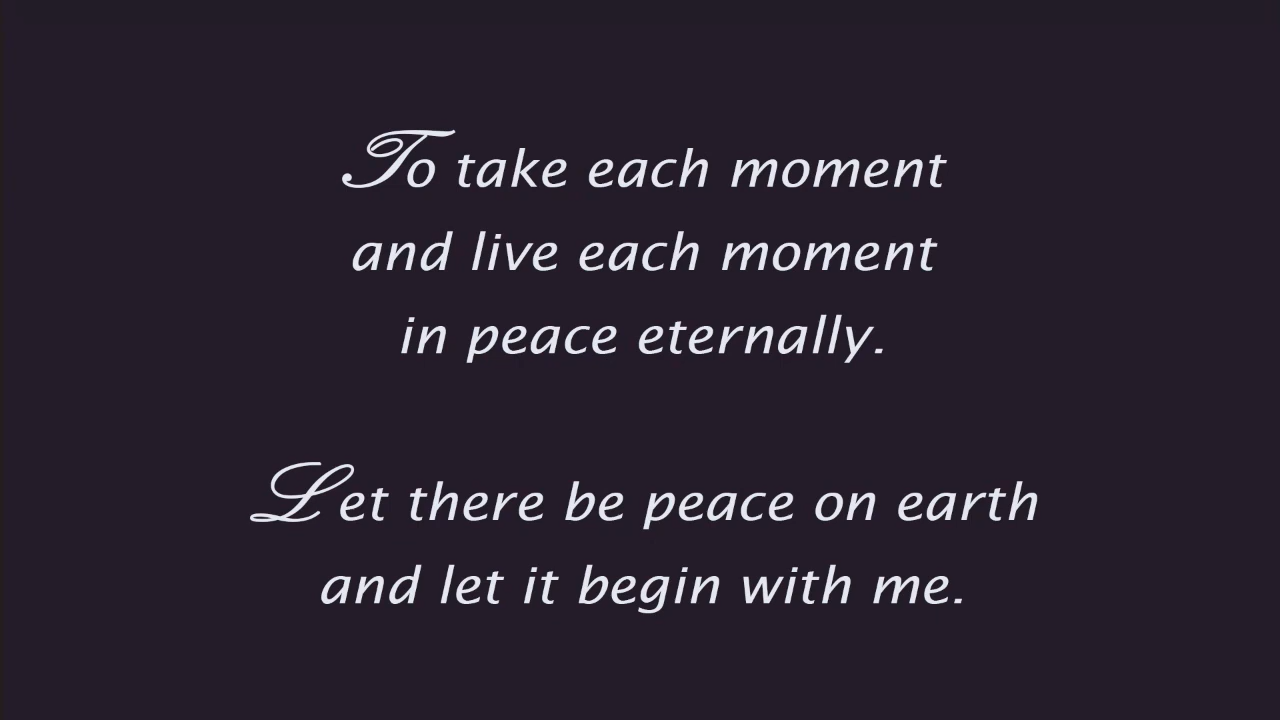 To take each moment
and live each moment
in peace eternally.
Let there be peace on earth
and let it begin with me.